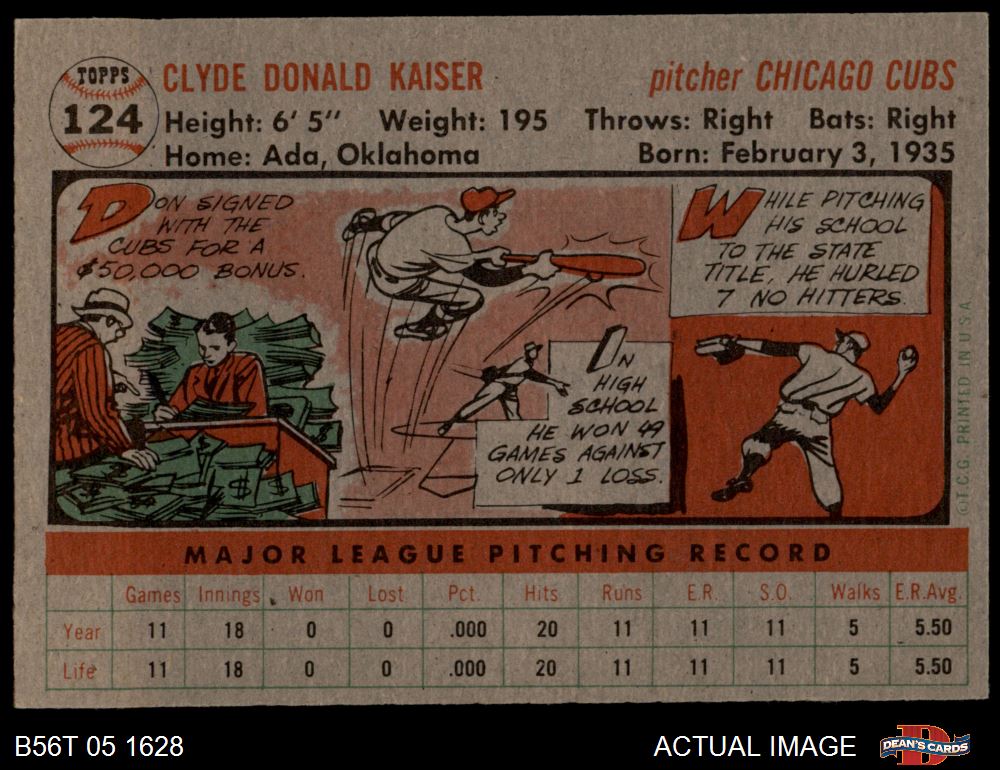 TOPPS
124
CLYDE DONALD KAISER
pitcher CHICAGO CUBS
Height: 6' 5" Weight: 195 Throws: Right Bats: Right
Home: Ada, Oklahoma Born: February 3, 1935
DON SIGNED
WITH THE
CUBS FOR A
$50,000 BONUS.
IN
HIGH
SCHOOL
HE WON 49
GAMES AGAINST
ONLY 1 LOSS.
WHILE PITCHING
HIS SCHOOL
TO THE STATE
TITLE, HE HURLED
7 NO HITTERS.
©T.C.G. PRINTED IN U.S.A.
MAJOR LEAGUE PITCHING RECORD
Games Innings Won Lost Pct. Hits Runs E.R. S.O. Walks E.R.Avg.
Year 11 18 0 0 .000 20 11 11 11 5 5.50
Life 11 18 0 0 .000 20 11 11 11 5 5.50
B56T 05 1628
ACTUAL IMAGE
D
DEAN'S CARDS